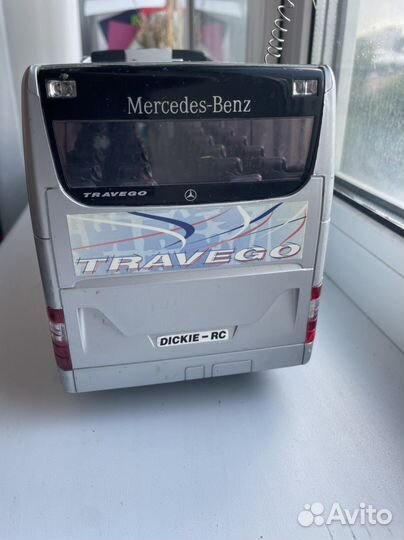 Mercedes-Benz
TRAVEGO
TRAVEGO
DICKIE-RC
Avito